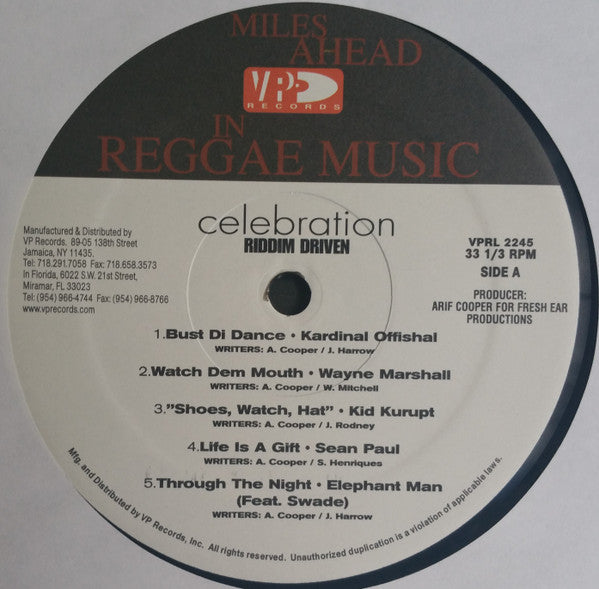 MILES
AHEAD
VP
RECORDS
IN
REGGAE MUSIC
celebration
RIDDIM DRIVEN
Manufactured & Distributed by
VP Records. 89-05 138th Street
Jamaica, NY 11435.
Tel: 718.291.7058 Fax: 718.658.3573
In Florida, 6022 S.W. 21st Street,
Miramar, FL 33023
Tel: (954) 966-4744 Fax: (954) 966-8766
www.vprecords.com
VPRL 2245
33 1/3 RPM
SIDE A
PRODUCER:
ARIF COOPER FOR FRESH EAR
PRODUCTIONS
1.Bust Di Dance • Kardinal Offishal
WRITERS: A. Cooper / J. Harrow
2.Watch Dem Mouth • Wayne Marshall
WRITERS: A. Cooper / W. Mitchell
3."Shoes, Watch, Hat" • Kid Kurupt
WRITERS: A. Cooper / J. Rodney
4.Life Is A Gift • Sean Paul
WRITERS: A. Cooper / S. Henriques
5.Through The Night • Elephant Man
(Feat. Swade)
WRITERS: A. Cooper / J. Harrow
Mfg. and Distributed by VP Records, Inc. All rights reserved. Unauthorized duplication is a violation of applicable laws.